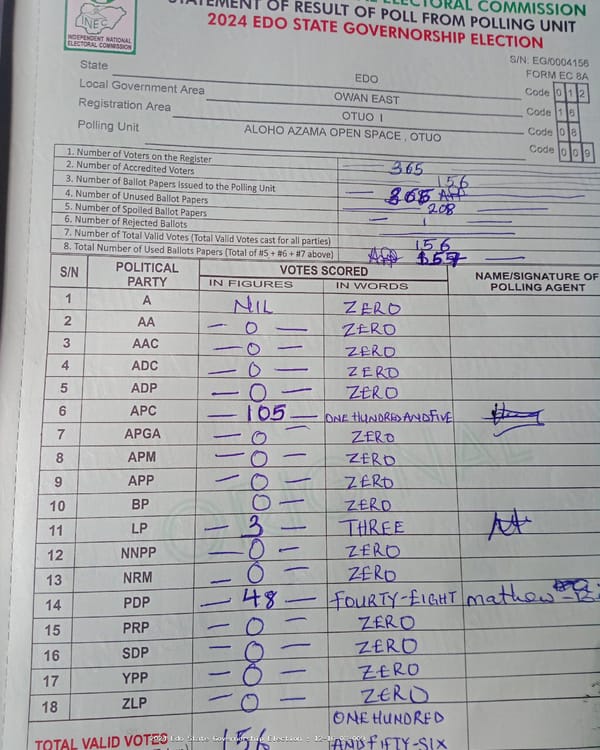 ELECTORAL COMMISSION
STATEMENT OF RESULT OF POLL FROM POLLING UNIT
2024 EDO STATE GOVERNORSHIP ELECTION
INEC
INDEPENDENT NATIONAL
ELECTORAL COMMISSION
S/N: EG/0004156
FORM EC 8A
State EDO Code 0 1 2
Local Government Area OWAN EAST Code 1 6
Registration Area OTUO I Code 0 8
Polling Unit ALOHO AZAMA OPEN SPACE , OTUO Code 0 0 9
1. Number of Voters on the Register 365
2. Number of Accredited Voters 156
3. Number of Ballot Papers Issued to the Polling Unit 365
4. Number of Unused Ballot Papers 208
5. Number of Spoiled Ballot Papers —
6. Number of Rejected Ballots 1
7. Number of Total Valid Votes (Total Valid Votes cast for all parties) 156
8. Total Number of Used Ballots Papers (Total of #5 + #6 + #7 above) 157 —
S/N POLITICAL PARTY VOTES SCORED NAME/SIGNATURE OF POLLING AGENT
IN FIGURES IN WORDS
1 A NIL ZERO
2 AA — 0 — ZERO
3 AAC — 0 — ZERO
4 ADC — 0 — ZERO
5 ADP — 0 — ZERO
6 APC — 105 — ONE HUNDRED AND FIVE
7 APGA — 0 — ZERO
8 APM — 0 — ZERO
9 APP — 0 — ZERO
10 BP 0 — ZERO
11 LP — 3 — THREE
12 NNPP — 0 — ZERO
13 NRM — 0 — ZERO
14 PDP — 48 — FOURTY-EIGHT mathew
15 PRP — 0 — ZERO
16 SDP — 0 — ZERO
17 YPP — 0 — ZERO
18 ZLP — 0 ZERO
TOTAL VALID VOTES 156 ONE HUNDRED
AND FIFTY-SIX
ORIGINAL